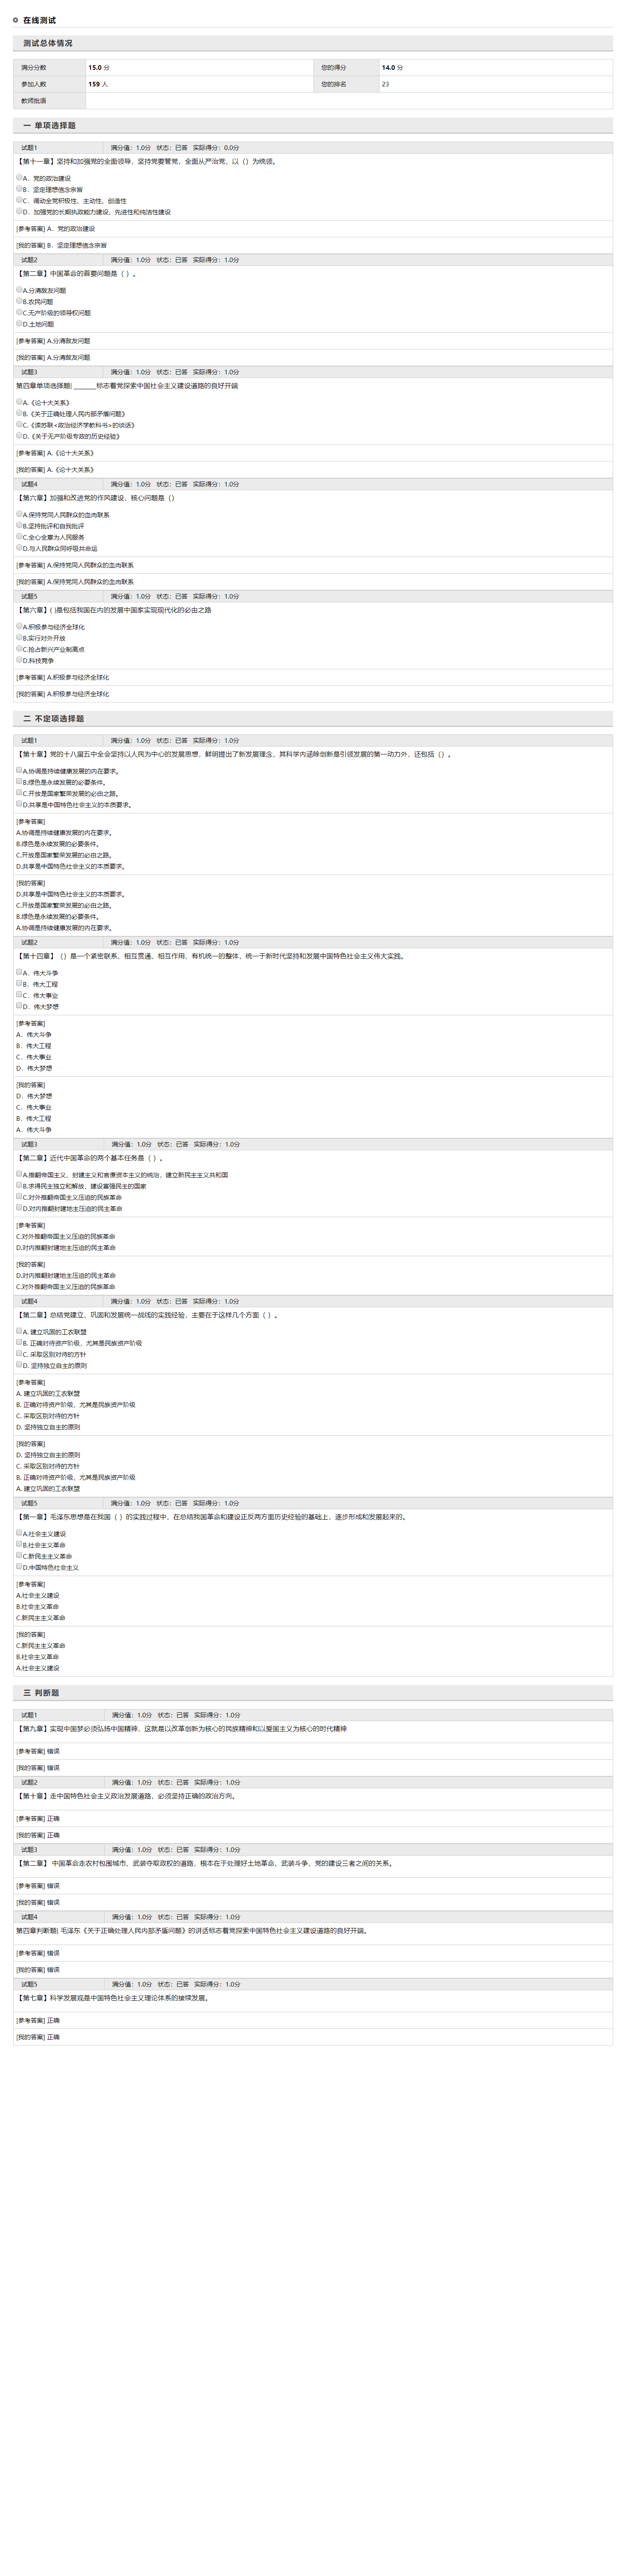 在线测试
测试总体情况
满分分数 15.0 分 您的得分 14.0 分
参加人数 159 人 您的排名 23
教师批语
一 单项选择题
试题1 满分值：1.0分 状态：已答 实际得分：0.0分
【第十一章】坚持和加强党的全面领导，坚持党要管党、全面从严治党，以（）为统领。
A．党的政治建设
B．坚定理想信念宗旨
C．调动全党积极性、主动性、创造性
D．加强党的长期执政能力建设、先进性和纯洁性建设
[参考答案] A．党的政治建设
[我的答案] B．坚定理想信念宗旨
试题2 满分值：1.0分 状态：已答 实际得分：1.0分
【第二章】中国革命的首要问题是（ ）。
A.分清敌友问题
B.农民问题
C.无产阶级的领导权问题
D.土地问题
[参考答案] A.分清敌友问题
[我的答案] A.分清敌友问题
试题3 满分值：1.0分 状态：已答 实际得分：1.0分
第四章单项选择题| ________标志着党探索中国社会主义建设道路的良好开端
A.《论十大关系》
B.《关于正确处理人民内部矛盾问题》
C.《读苏联<政治经济学教科书>的谈话》
D.《关于无产阶级专政的历史经验》
[参考答案] A.《论十大关系》
[我的答案] A.《论十大关系》
试题4 满分值：1.0分 状态：已答 实际得分：1.0分
【第六章】加强和改进党的作风建设，核心问题是（）
A.保持党同人民群众的血肉联系
B.坚持批评和自我批评
C.全心全意为人民服务
D.与人民群众同呼吸共命运
[参考答案] A.保持党同人民群众的血肉联系
[我的答案] A.保持党同人民群众的血肉联系
试题5 满分值：1.0分 状态：已答 实际得分：1.0分
【第六章】( )是包括我国在内的发展中国家实现现代化的必由之路
A.积极参与经济全球化
B.实行对外开放
C.抢占新兴产业制高点
D.科技竞争
[参考答案] A.积极参与经济全球化
[我的答案] A.积极参与经济全球化
二 不定项选择题
试题1 满分值：1.0分 状态：已答 实际得分：1.0分
【第十章】党的十八届五中全会坚持以人民为中心的发展思想，鲜明提出了新发展理念，其科学内涵除创新是引领发展的第一动力外，还包括（）。
A.协调是持续健康发展的内在要求。
B.绿色是永续发展的必要条件。
C.开放是国家繁荣发展的必由之路。
D.共享是中国特色社会主义的本质要求。
[参考答案]
A.协调是持续健康发展的内在要求。
B.绿色是永续发展的必要条件。
C.开放是国家繁荣发展的必由之路。
D.共享是中国特色社会主义的本质要求。
[我的答案]
D.共享是中国特色社会主义的本质要求。
C.开放是国家繁荣发展的必由之路。
B.绿色是永续发展的必要条件。
A.协调是持续健康发展的内在要求。
试题2 满分值：1.0分 状态：已答 实际得分：1.0分
【第十四章】（）是一个紧密联系、相互贯通、相互作用、有机统一的整体，统一于新时代坚持和发展中国特色社会主义伟大实践。
A．伟大斗争
B．伟大工程
C．伟大事业
D．伟大梦想
[参考答案]
A．伟大斗争
B．伟大工程
C．伟大事业
D．伟大梦想
[我的答案]
D．伟大梦想
C．伟大事业
B．伟大工程
A．伟大斗争
试题3 满分值：1.0分 状态：已答 实际得分：1.0分
【第二章】近代中国革命的两个基本任务是（ ）。
A.推翻帝国主义、封建主义和官僚资本主义的统治，建立新民主主义共和国
B.求得民主独立和解放，建设富强民主的国家
C.对外推翻帝国主义压迫的民族革命
D.对内推翻封建地主压迫的民主革命
[参考答案]
C.对外推翻帝国主义压迫的民族革命
D.对内推翻封建地主压迫的民主革命
[我的答案]
D.对内推翻封建地主压迫的民主革命
C.对外推翻帝国主义压迫的民族革命
试题4 满分值：1.0分 状态：已答 实际得分：1.0分
【第二章】总结党建立、巩固和发展统一战线的实践经验，主要在于这样几个方面（ ）。
A. 建立巩固的工农联盟
B. 正确对待资产阶级，尤其是民族资产阶级
C. 采取区别对待的方针
D. 坚持独立自主的原则
[参考答案]
A. 建立巩固的工农联盟
B. 正确对待资产阶级，尤其是民族资产阶级
C. 采取区别对待的方针
D. 坚持独立自主的原则
[我的答案]
D. 坚持独立自主的原则
C. 采取区别对待的方针
B. 正确对待资产阶级，尤其是民族资产阶级
A. 建立巩固的工农联盟
试题5 满分值：1.0分 状态：已答 实际得分：1.0分
【第一章】毛泽东思想是在我国（ ）的实践过程中，在总结我国革命和建设正反两方面历史经验的基础上，逐步形成和发展起来的。
A.社会主义建设
B.社会主义革命
C.新民主主义革命
D.中国特色社会主义
[参考答案]
A.社会主义建设
B.社会主义革命
C.新民主主义革命
[我的答案]
C.新民主主义革命
B.社会主义革命
A.社会主义建设
三 判断题
试题1 满分值：1.0分 状态：已答 实际得分：1.0分
【第九章】实现中国梦必须弘扬中国精神，这就是以改革创新为核心的民族精神和以爱国主义为核心的时代精神
[参考答案] 错误
[我的答案] 错误
试题2 满分值：1.0分 状态：已答 实际得分：1.0分
【第十章】走中国特色社会主义政治发展道路，必须坚持正确的政治方向。
[参考答案] 正确
[我的答案] 正确
试题3 满分值：1.0分 状态：已答 实际得分：1.0分
【第二章】 中国革命走农村包围城市、武装夺取政权的道路，根本在于处理好土地革命、武装斗争、党的建设三者之间的关系。
[参考答案] 错误
[我的答案] 错误
试题4 满分值：1.0分 状态：已答 实际得分：1.0分
第四章判断题| 毛泽东《关于正确处理人民内部矛盾问题》的讲话标志着党探索中国特色社会主义建设道路的良好开端。
[参考答案] 错误
[我的答案] 错误
试题5 满分值：1.0分 状态：已答 实际得分：1.0分
【第七章】科学发展观是中国特色社会主义理论体系的接续发展。
[参考答案] 正确
[我的答案] 正确